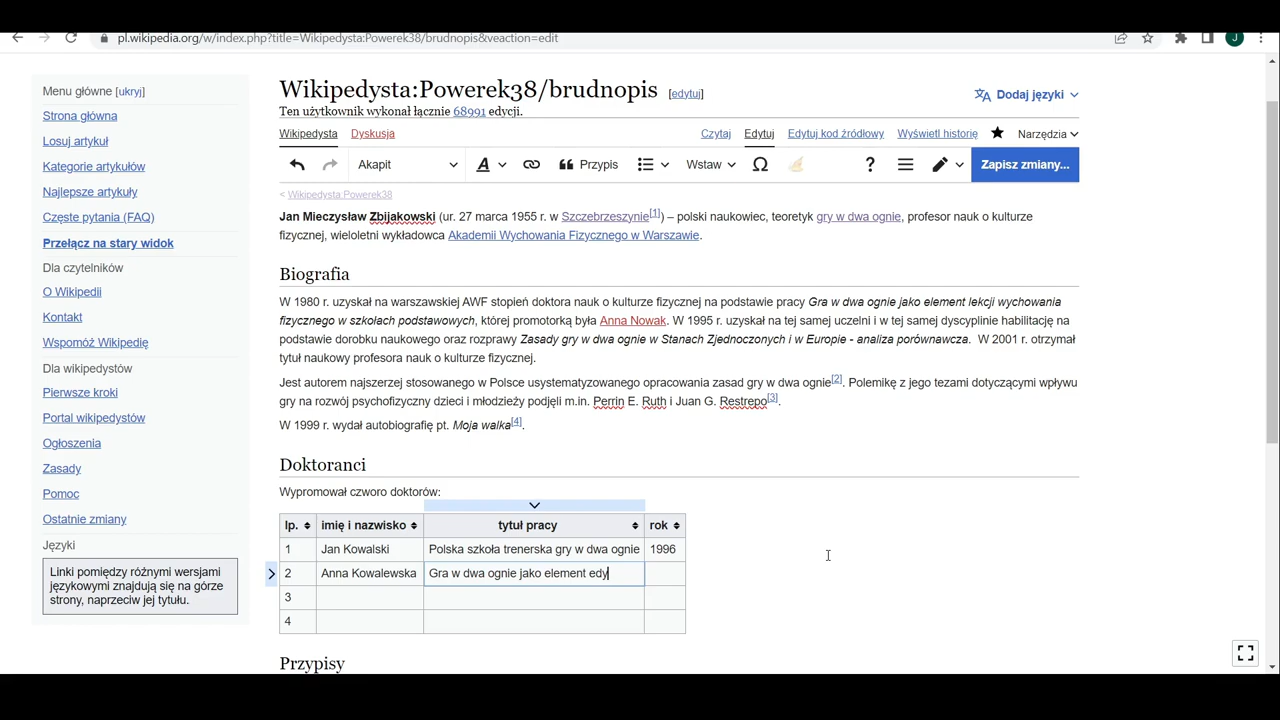 pl.wikipedia.org/w/index.php?title=Wikipedysta:Powerek38/brudnopis&veaction=edit
J
Menu główne [ukryj]
Strona główna
Losuj artykuł
Kategorie artykułów
Najlepsze artykuły
Częste pytania (FAQ)
Przełącz na stary widok
Dla czytelników
O Wikipedii
Kontakt
Wspomóż Wikipedię
Dla wikipedystów
Pierwsze kroki
Portal wikipedystów
Ogłoszenia
Zasady
Pomoc
Ostatnie zmiany
Języki
Linki pomiędzy różnymi wersjami
językowymi znajdują się na górze
strony, naprzeciw jej tytułu.
Wikipedysta:Powerek38/brudnopis [edytuj]
Dodaj języki
Ten użytkownik wykonał łącznie 68991 edycji.
Wikipedysta Dyskusja Czytaj Edytuj Edytuj kod źródłowy Wyświetl historię Narzędzia
Akapit A Przypis Wstaw Ω ? Zapisz zmiany...
< Wikipedysta:Powerek38
Jan Mieczysław Zbijakowski (ur. 27 marca 1955 r. w Szczebrzeszynie[1]) – polski naukowiec, teoretyk gry w dwa ognie, profesor nauk o kulturze
fizycznej, wieloletni wykładowca Akademii Wychowania Fizycznego w Warszawie.
Biografia
W 1980 r. uzyskał na warszawskiej AWF stopień doktora nauk o kulturze fizycznej na podstawie pracy Gra w dwa ognie jako element lekcji wychowania
fizycznego w szkołach podstawowych, której promotorką była Anna Nowak. W 1995 r. uzyskał na tej samej uczelni i w tej samej dyscyplinie habilitację na
podstawie dorobku naukowego oraz rozprawy Zasady gry w dwa ognie w Stanach Zjednoczonych i w Europie - analiza porównawcza. W 2001 r. otrzymał
tytuł naukowy profesora nauk o kulturze fizycznej.
Jest autorem najszerzej stosowanego w Polsce usystematyzowanego opracowania zasad gry w dwa ognie[2]. Polemikę z jego tezami dotyczącymi wpływu
gry na rozwój psychofizyczny dzieci i młodzieży podjęli m.in. Perrin E. Ruth i Juan G. Restrepo[3].
W 1999 r. wydał autobiografię pt. Moja walka[4].
Doktoranci
Wypromował czworo doktorów:
lp. imię i nazwisko tytuł pracy rok
1 Jan Kowalski Polska szkoła trenerska gry w dwa ognie 1996
2 Anna Kowalewska Gra w dwa ognie jako element edy
3
4
Przypisy